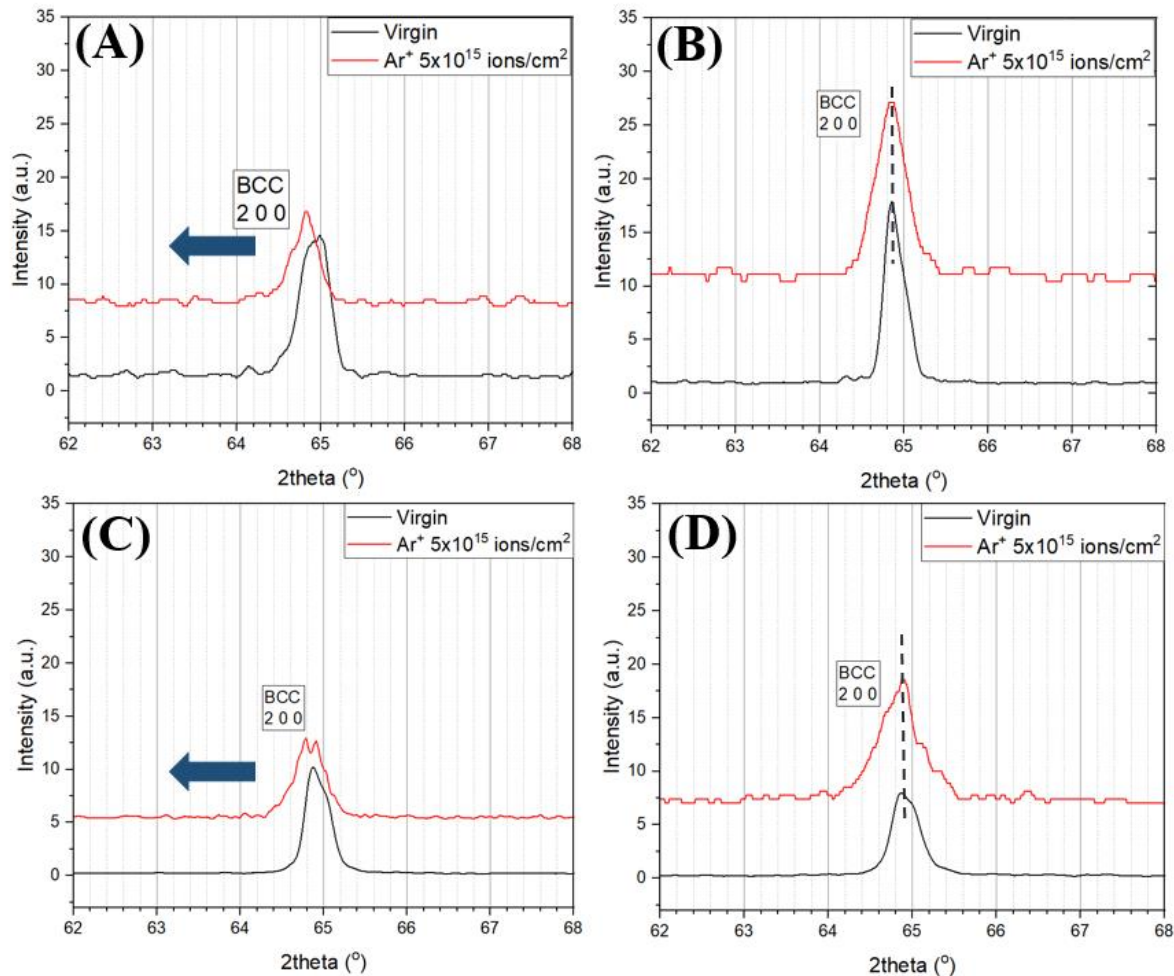 (A)
Virgin
Ar⁺ 5x10¹⁵ ions/cm²
BCC
2 0 0
Intensity (a.u.)
35
30
25
20
15
10
5
0
62 63 64 65 66 67 68
2theta (°)
(B)
Virgin
Ar⁺ 5x10¹⁵ ions/cm²
BCC
2 0 0
Intensity (a.u.)
35
30
25
20
15
10
5
0
62 63 64 65 66 67 68
2theta (°)
(C)
Virgin
Ar⁺ 5x10¹⁵ ions/cm²
BCC
2 0 0
Intensity (a.u.)
35
30
25
20
15
10
5
0
62 63 64 65 66 67 68
2theta (°)
(D)
Virgin
Ar⁺ 5x10¹⁵ ions/cm²
BCC
2 0 0
Intensity (a.u.)
35
30
25
20
15
10
5
0
62 63 64 65 66 67 68
2theta (°)